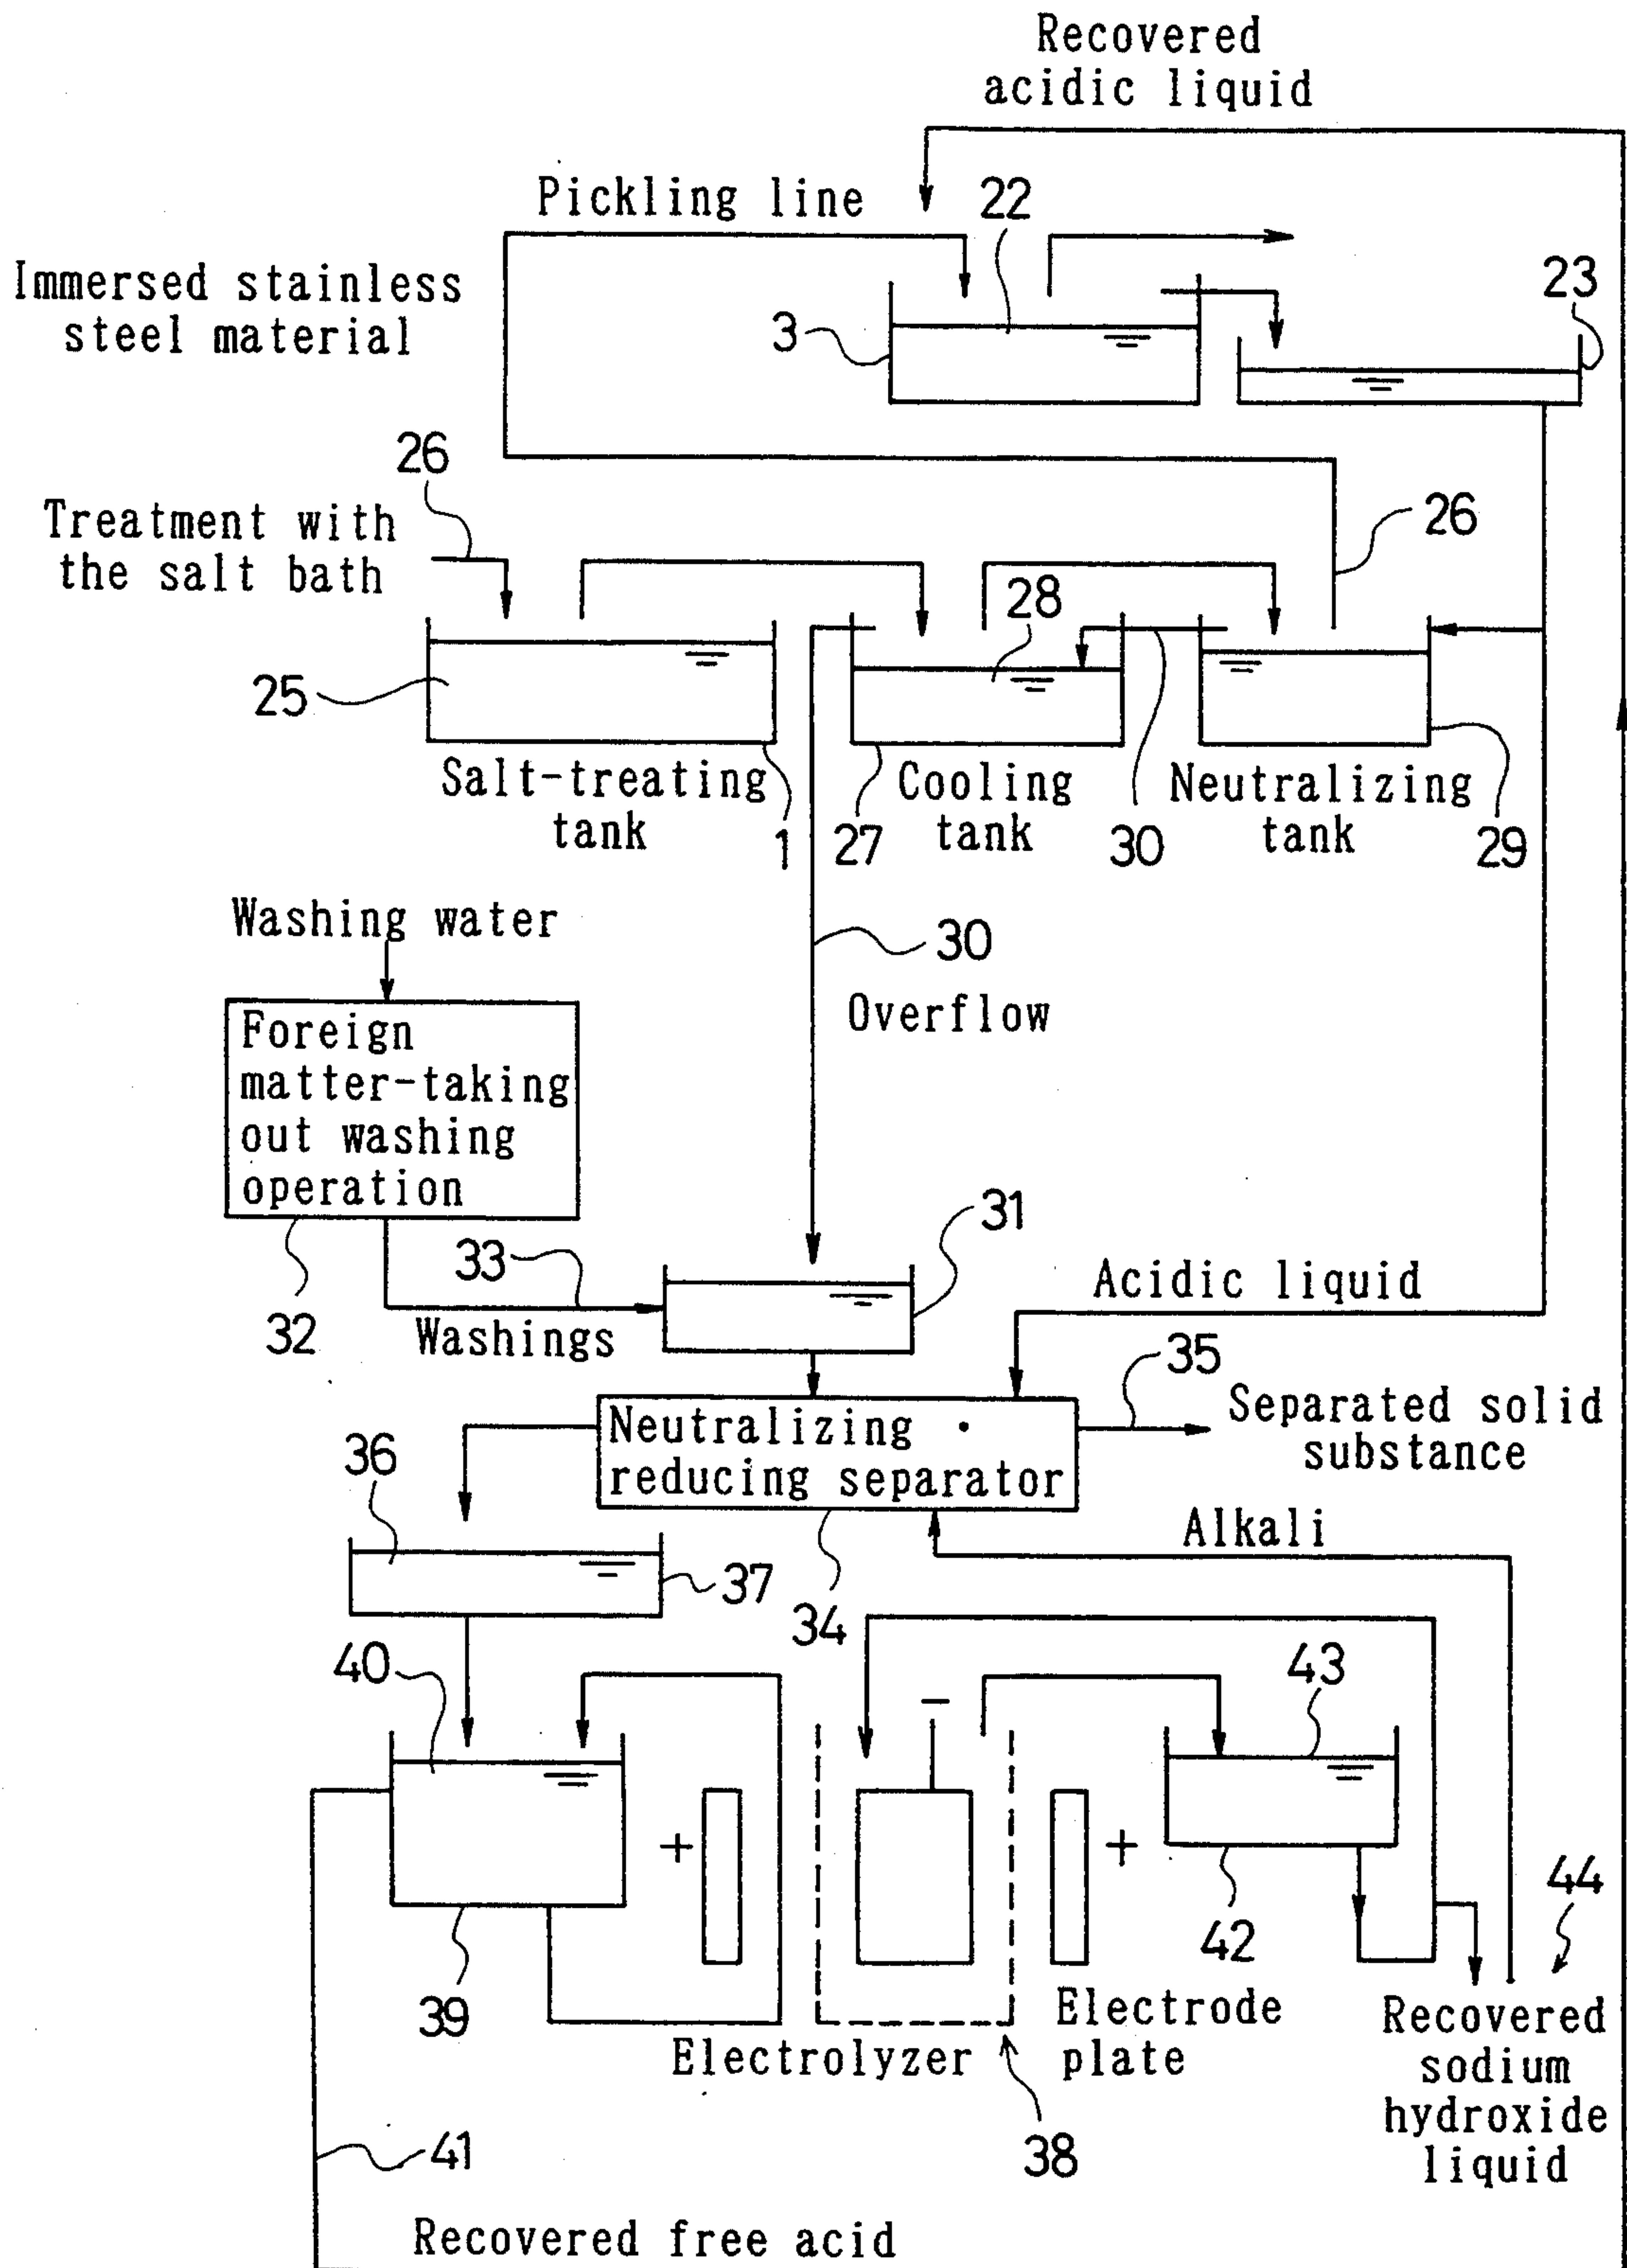 Recovered
acidic liquid
Pickling line
22
Immersed stainless
steel material
3
23
26
Treatment with
the salt bath
26
28
25
Salt-treating
tank
1
27
Cooling
tank
30
Neutralizing
tank
29
Washing water
30
Overflow
Foreign
matter-taking
out washing
operation
31
33
Acidic liquid
32
Washings
35
Neutralizing ·
reducing separator
Separated solid
substance
36
Alkali
37
34
40
43
−
+
+
44
42
39
Electrolyzer
Electrode
plate
38
Recovered
sodium
hydroxide
liquid
41
Recovered free acid